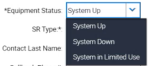 *Equipment Status System Up
System Up
SR Type:*
System Down
Contact Last Name
System in Limited Use